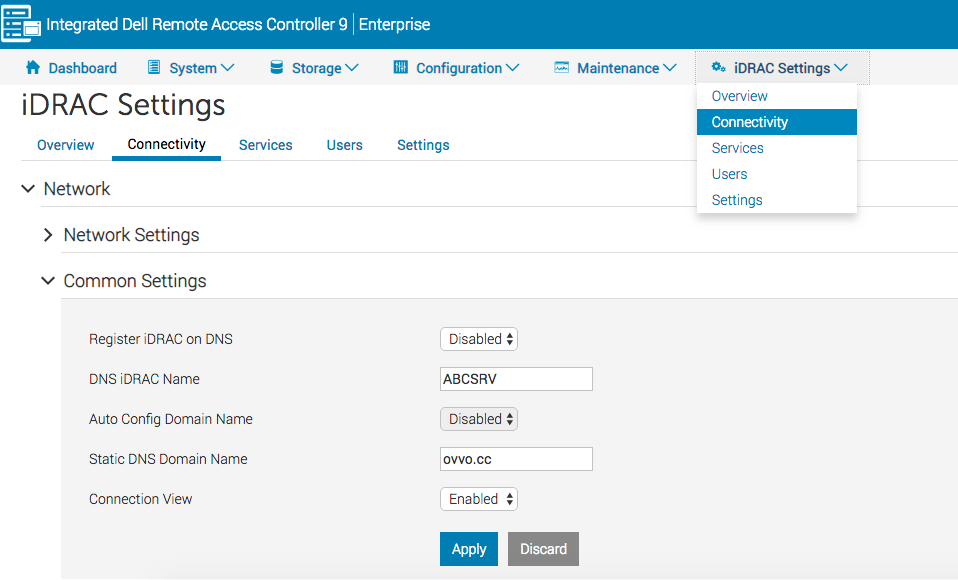 Integrated Dell Remote Access Controller 9 | Enterprise
Dashboard System Storage Configuration Maintenance iDRAC Settings
Overview
Connectivity
Services
Users
Settings
iDRAC Settings
Overview Connectivity Services Users Settings
Network
Network Settings
Common Settings
Register iDRAC on DNS Disabled
DNS iDRAC Name ABCSRV
Auto Config Domain Name Disabled
Static DNS Domain Name ovvo.cc
Connection View Enabled
Apply Discard